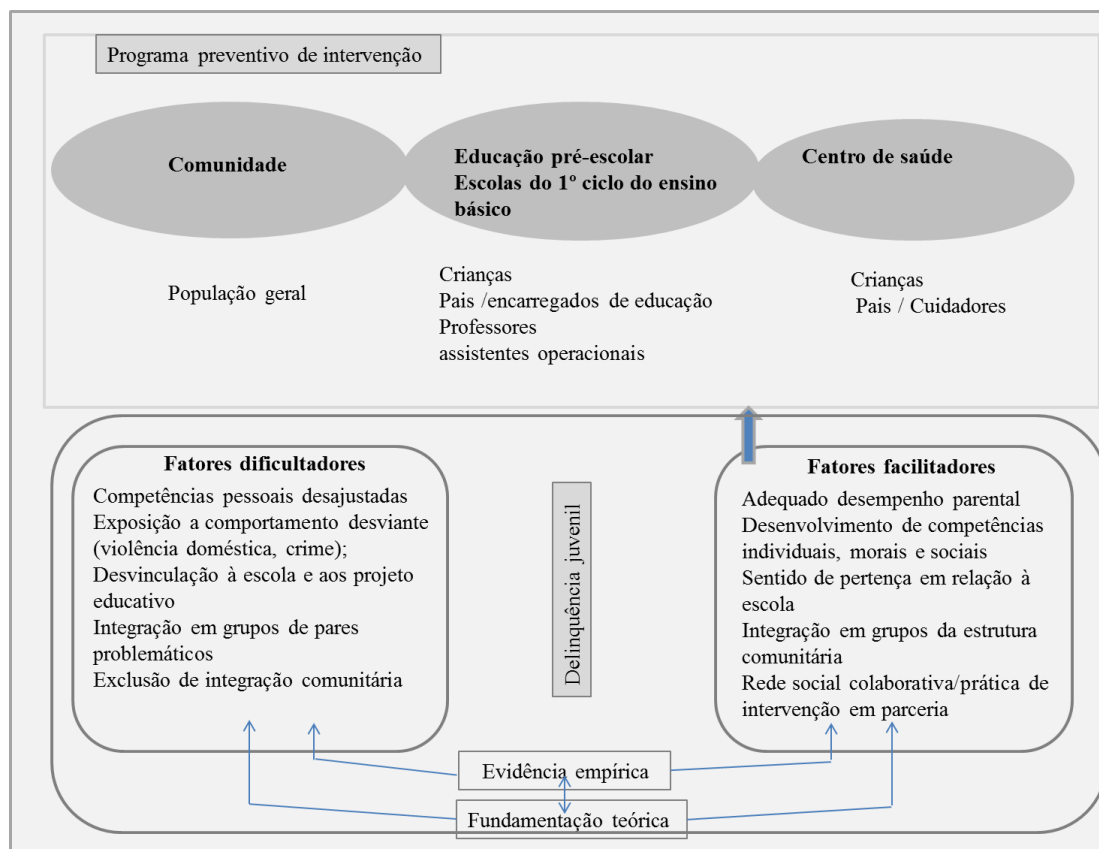 Programa preventivo de intervenção
Comunidade
Educação pré-escolar
Escolas do 1º ciclo do ensino
básico
Centro de saúde
População geral
Crianças
Pais /encarregados de educação
Professores
assistentes operacionais
Crianças
Pais / Cuidadores
Fatores dificultadores
Competências pessoais desajustadas
Exposição a comportamento desviante
(violência doméstica, crime);
Desvinculação à escola e aos projeto
educativo
Integração em grupos de pares
problemáticos
Exclusão de integração comunitária
Delinquência juvenil
Fatores facilitadores
Adequado desempenho parental
Desenvolvimento de competências
individuais, morais e sociais
Sentido de pertença em relação à
escola
Integração em grupos da estrutura
comunitária
Rede social colaborativa/prática de
intervenção em parceria
Evidência empírica
Fundamentação teórica